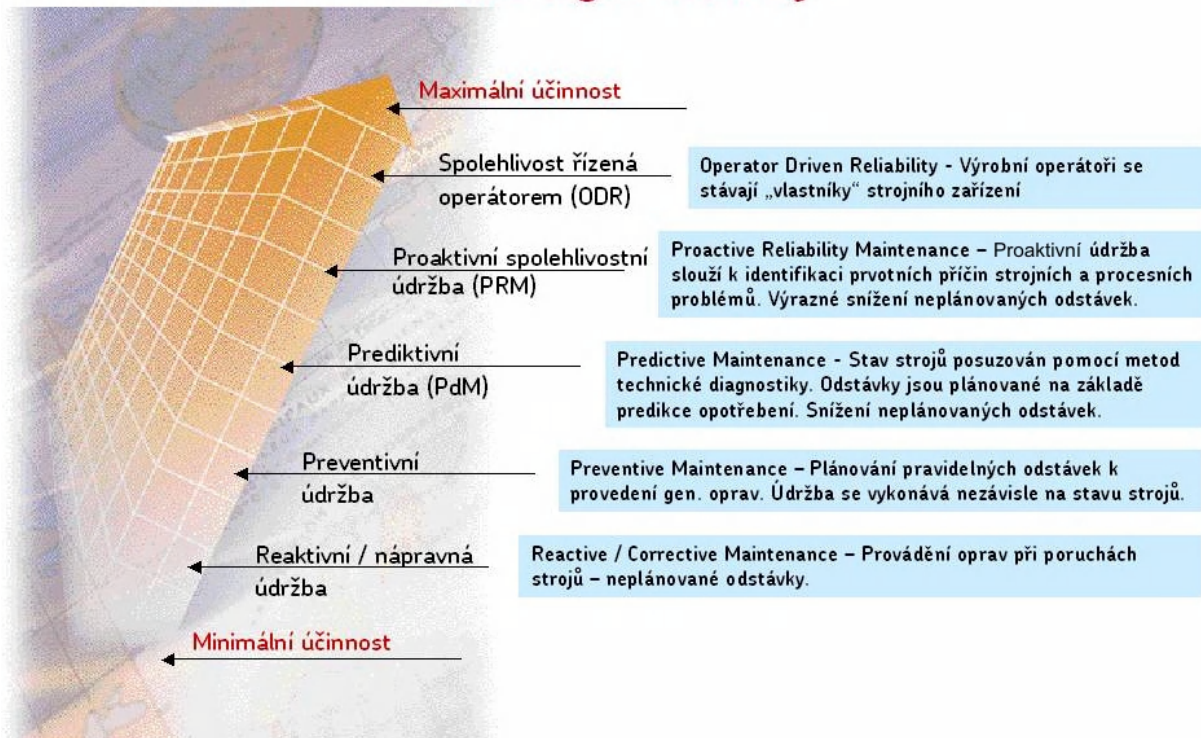 Maximální účinnost
Spolehlivost řízená
operátorem (ODR)
Operator Driven Reliability - Výrobní operátoři se
stávají „vlastníky“ strojního zařízení
Proaktivní spolehlivostní
údržba (PRM)
Proactive Reliability Maintenance – Proaktivní údržba
slouží k identifikaci prvotních příčin strojních a procesních
problémů. Výrazné snížení neplánovaných odstávek.
Prediktivní
údržba (PdM)
Predictive Maintenance - Stav strojů posuzován pomocí metod
technické diagnostiky. Odstávky jsou plánované na základě
predikce opotřebení. Snížení neplánovaných odstávek.
Preventivní
údržba
Preventive Maintenance – Plánování pravidelných odstávek k
provedení gen. oprav. Údržba se vykonává nezávisle na stavu strojů.
Reaktivní / nápravná
údržba
Reactive / Corrective Maintenance – Provádění oprav při poruchách
strojů – neplánované odstávky.
Minimální účinnost